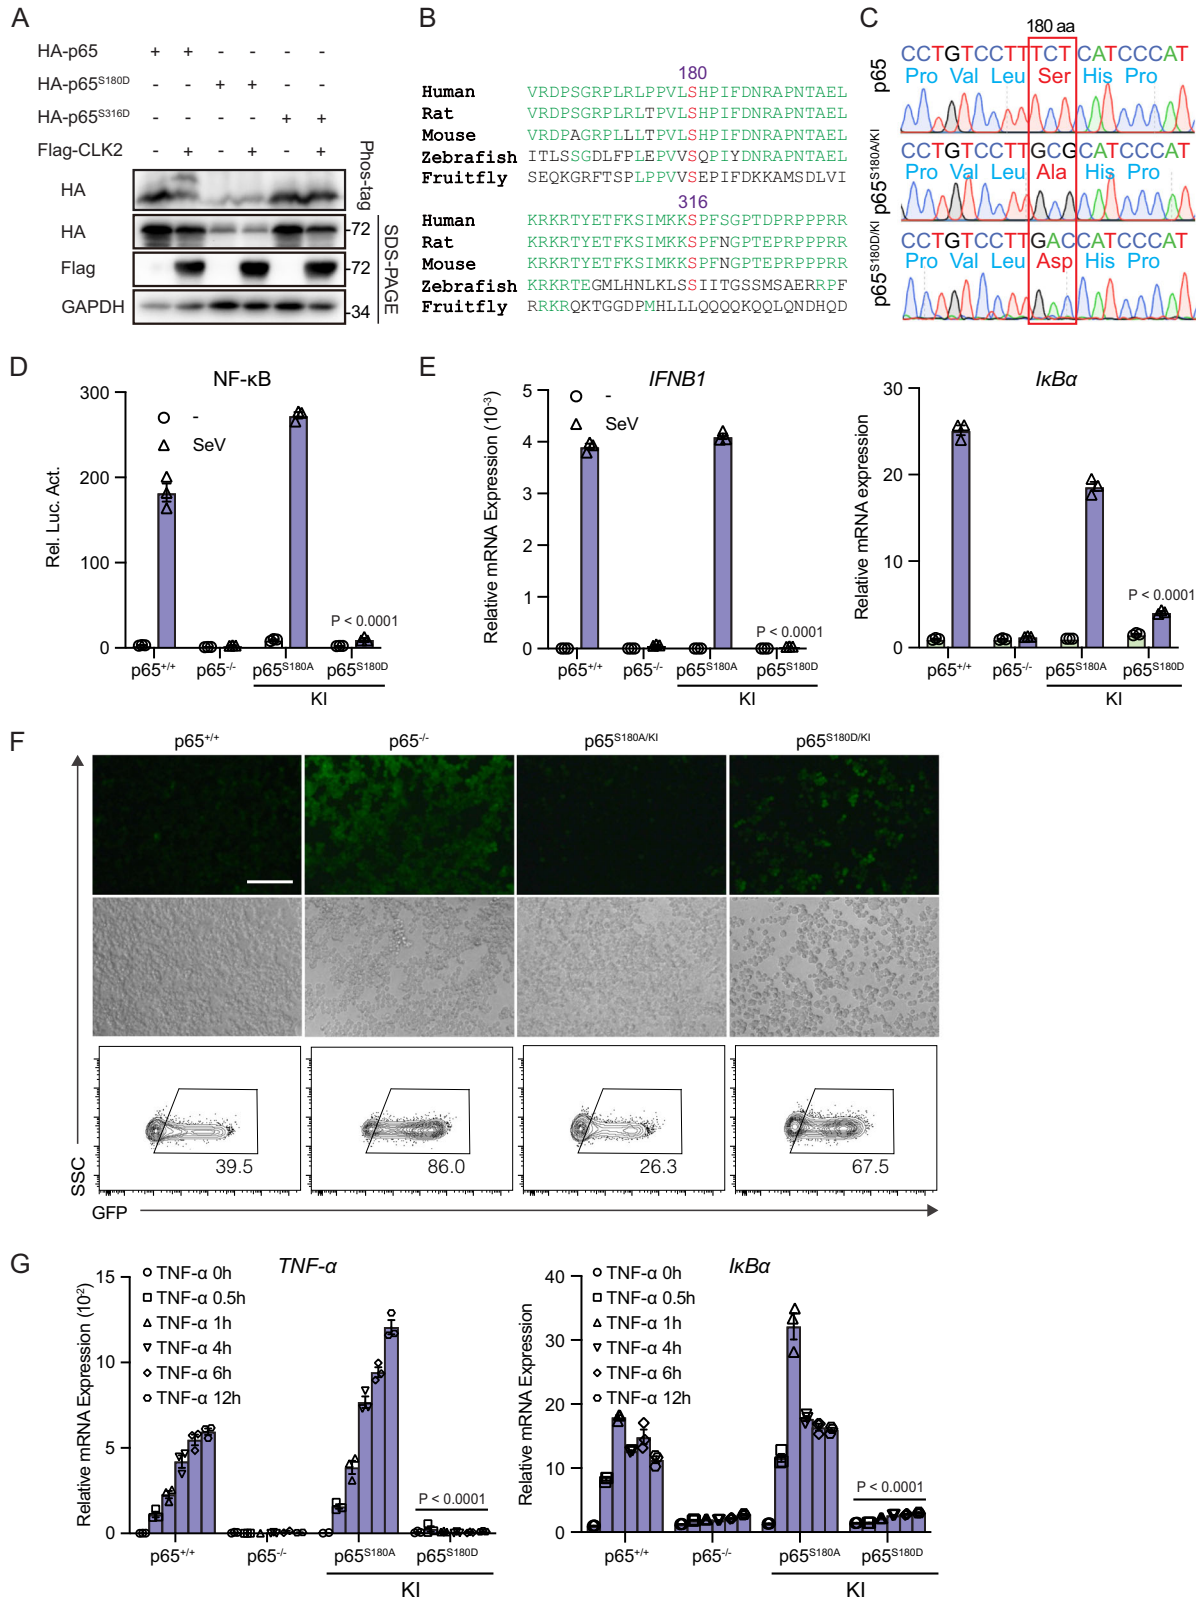 A
HA-p65 + + - - - -
HA-p65S180D - - + + - -
HA-p65S316D - - - - + +
Flag-CLK2 - + - + - +
HA
Phos-tag
HA
-72
Flag
-72
GAPDH
-34
SDS-PAGE
B
180
Human VRDPSGRPLRLPPVLSHPIFDNRAPNTAEL
Rat VRDPSGRPLRLTPVLSHPIFDNRAPNTAEL
Mouse VRDPAGRPLLLTPVLSHPIFDNRAPNTAEL
Zebrafish ITLSSGDLFPLEPVVSQPIYDNRAPNTAEL
Fruitfly SEQKGRFTSPLPPVVSEPIFDKKAMSDLVI
316
Human KRKRTYETFKSIMKKSPFSGPTDPRPPPRR
Rat KRKRTYETFKSIMKKSPFNGPTEPRPPPRR
Mouse KRKRTYETFKSIMKKSPFNGPTEPRPPPRR
Zebrafish KRKRTEGMLHNLKLSSIITGSSMSAERRPF
Fruitfly RRKRQKTGGDPMHLLLQQQQKQQLQNDHQD
C
180 aa
p65
CCTGTCCTTTCTCATCCCAT
Pro Val Leu Ser His Pro
p65S180A/KI
CCTGTCCTTGCGCATCCCAT
Pro Val Leu Ala His Pro
p65S180D/KI
CCTGTCCTTGACCATCCCAT
Pro Val Leu Asp His Pro
D
NF-κB
Rel. Luc. Act.
300
200
100
0
-
SeV
P < 0.0001
p65+/+ p65-/- p65S180A p65S180D
KI
E
IFNB1
Relative mRNA Expression (10-3)
5
4
3
2
1
0
-
SeV
P < 0.0001
p65+/+ p65-/- p65S180A p65S180D
KI
IκBα
Relative mRNA expression
30
20
10
0
P < 0.0001
p65+/+ p65-/- p65S180A p65S180D
KI
F
p65+/+ p65-/- p65S180A/KI p65S180D/KI
39.5 86.0 26.3 67.5
SSC
GFP
G
TNF-α
Relative mRNA Expression (10-2)
15
10
5
0
TNF-α 0h
TNF-α 0.5h
TNF-α 1h
TNF-α 4h
TNF-α 6h
TNF-α 12h
P < 0.0001
p65+/+ p65-/- p65S180A p65S180D
KI
IκBα
Relative mRNA Expression
40
30
20
10
0
TNF-α 0h
TNF-α 0.5h
TNF-α 1h
TNF-α 4h
TNF-α 6h
TNF-α 12h
P < 0.0001
p65+/+ p65-/- p65S180A p65S180D
KI